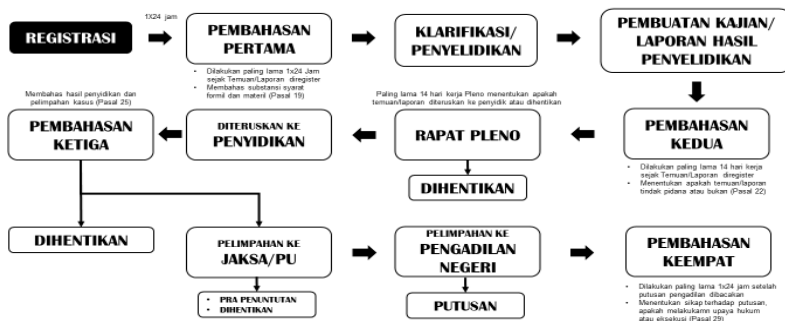 1X24 jam
REGISTRASI
PEMBAHASAN
PERTAMA
KLARIFIKASI/
PENYELIDIKAN
PEMBUATAN KAJIAN/
LAPORAN HASIL
PENYELIDIKAN
• Dilakukan paling lama 1x24 Jam
sejak Temuan/Laporan diregister
• Membahas substansi syarat
formil dan materil (Pasal 19)
Membahas hasil penyidikan dan
pelimpahan kasus (Pasal 25)
PEMBAHASAN
KETIGA
DITERUSKAN KE
PENYIDIKAN
Paling lama 14 hari kerja Pleno menentukan apakah
temuan/laporan diteruskan ke penyidik atau dihentikan
RAPAT PLENO
DIHENTIKAN
PEMBAHASAN
KEDUA
• Dilakukan paling lama 14 hari kerja
sejak Temuan/Laporan diregister
• Menentukan apakah temuan/laporan
tindak pidana atau bukan (Pasal 22)
DIHENTIKAN
PELIMPAHAN KE
JAKSA/PU
• PRA PENUNTUTAN
• DIHENTIKAN
PELIMPAHAN KE
PENGADILAN
NEGERI
PUTUSAN
PEMBAHASAN
KEEMPAT
• Dilakukan paling lama 1x24 jam setelah
putusan pengadilan dibacakan
• Menentukan sikap terhadap putusan,
apakah melakukamn upaya hukum
atau eksekusi (Pasal 29)